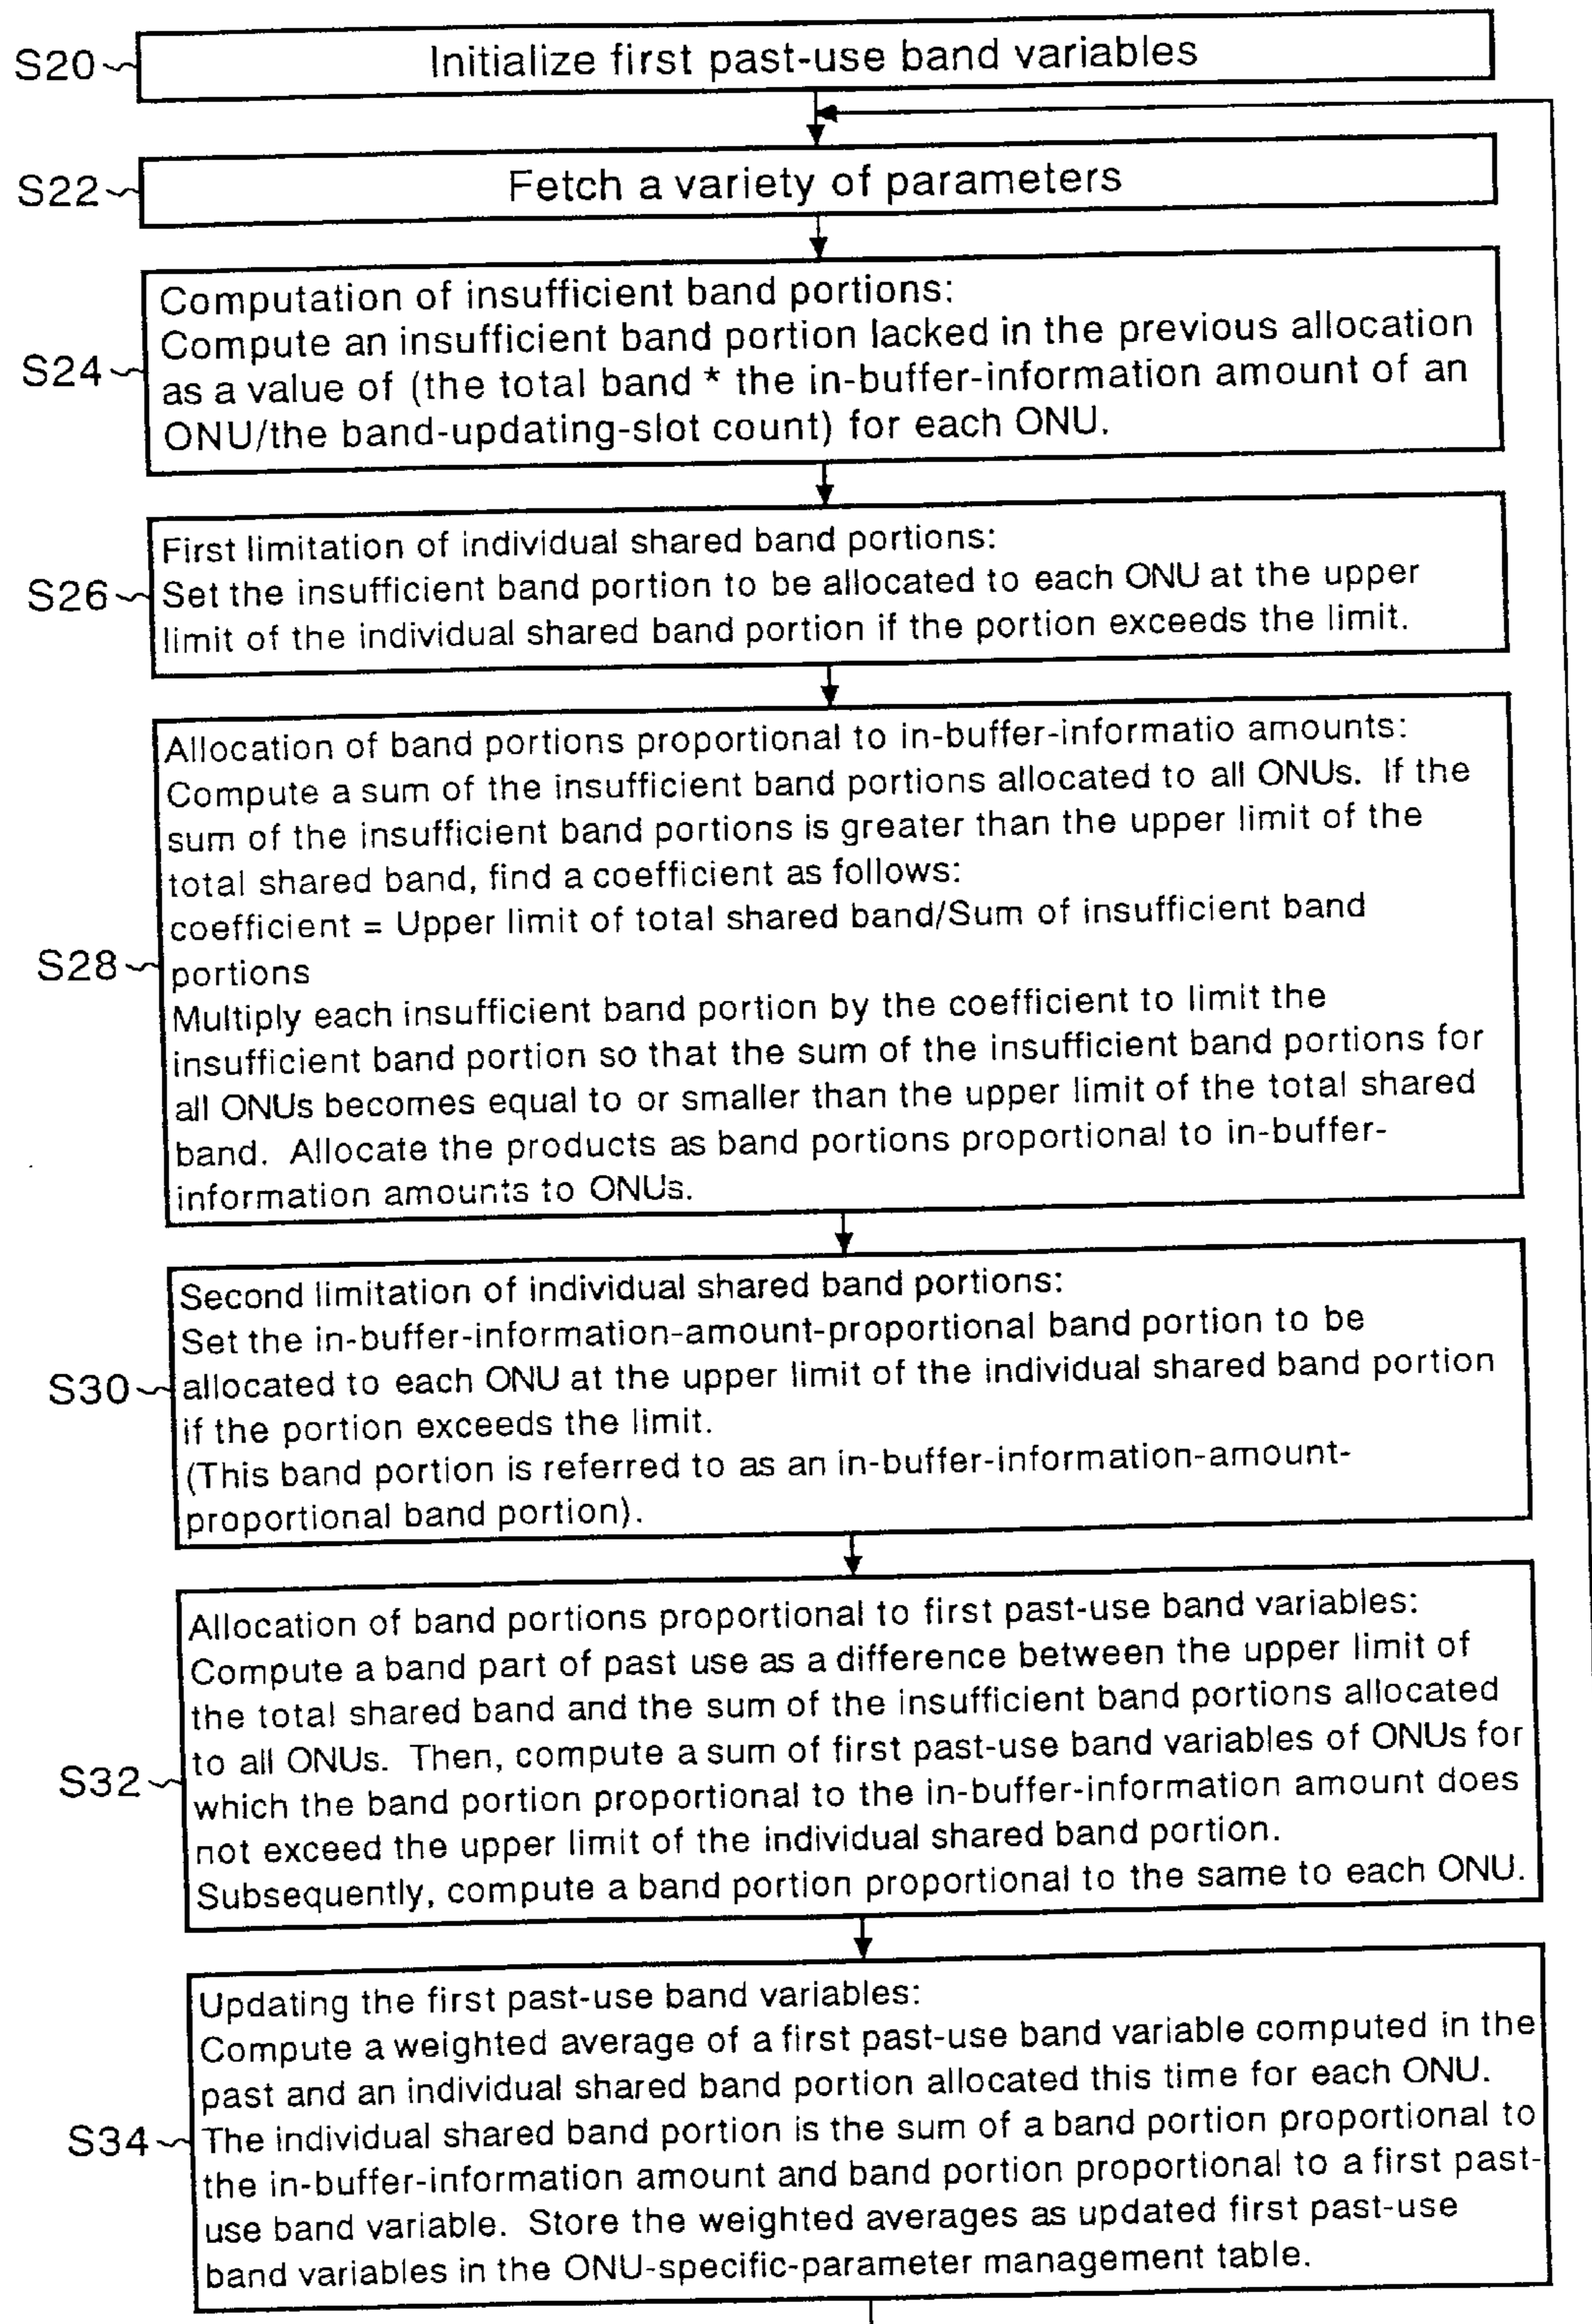 S20
Initialize first past-use band variables
S22
Fetch a variety of parameters
S24
Computation of insufficient band portions:
Compute an insufficient band portion lacked in the previous allocation
as a value of (the total band * the in-buffer-information amount of an
ONU/the band-updating-slot count) for each ONU.
S26
First limitation of individual shared band portions:
Set the insufficient band portion to be allocated to each ONU at the upper
limit of the individual shared band portion if the portion exceeds the limit.
S28
Allocation of band portions proportional to in-buffer-informatio amounts:
Compute a sum of the insufficient band portions allocated to all ONUs. If the
sum of the insufficient band portions is greater than the upper limit of the
total shared band, find a coefficient as follows:
coefficient = Upper limit of total shared band/Sum of insufficient band
portions
Multiply each insufficient band portion by the coefficient to limit the
insufficient band portion so that the sum of the insufficient band portions for
all ONUs becomes equal to or smaller than the upper limit of the total shared
band. Allocate the products as band portions proportional to in-buffer-
information amounts to ONUs.
S30
Second limitation of individual shared band portions:
Set the in-buffer-information-amount-proportional band portion to be
allocated to each ONU at the upper limit of the individual shared band portion
if the portion exceeds the limit.
(This band portion is referred to as an in-buffer-information-amount-
proportional band portion).
S32
Allocation of band portions proportional to first past-use band variables:
Compute a band part of past use as a difference between the upper limit of
the total shared band and the sum of the insufficient band portions allocated
to all ONUs. Then, compute a sum of first past-use band variables of ONUs for
which the band portion proportional to the in-buffer-information amount does
not exceed the upper limit of the individual shared band portion.
Subsequently, compute a band portion proportional to the same to each ONU.
S34
Updating the first past-use band variables:
Compute a weighted average of a first past-use band variable computed in the
past and an individual shared band portion allocated this time for each ONU.
The individual shared band portion is the sum of a band portion proportional to
the in-buffer-information amount and band portion proportional to a first past-
use band variable. Store the weighted averages as updated first past-use
band variables in the ONU-specific-parameter management table.